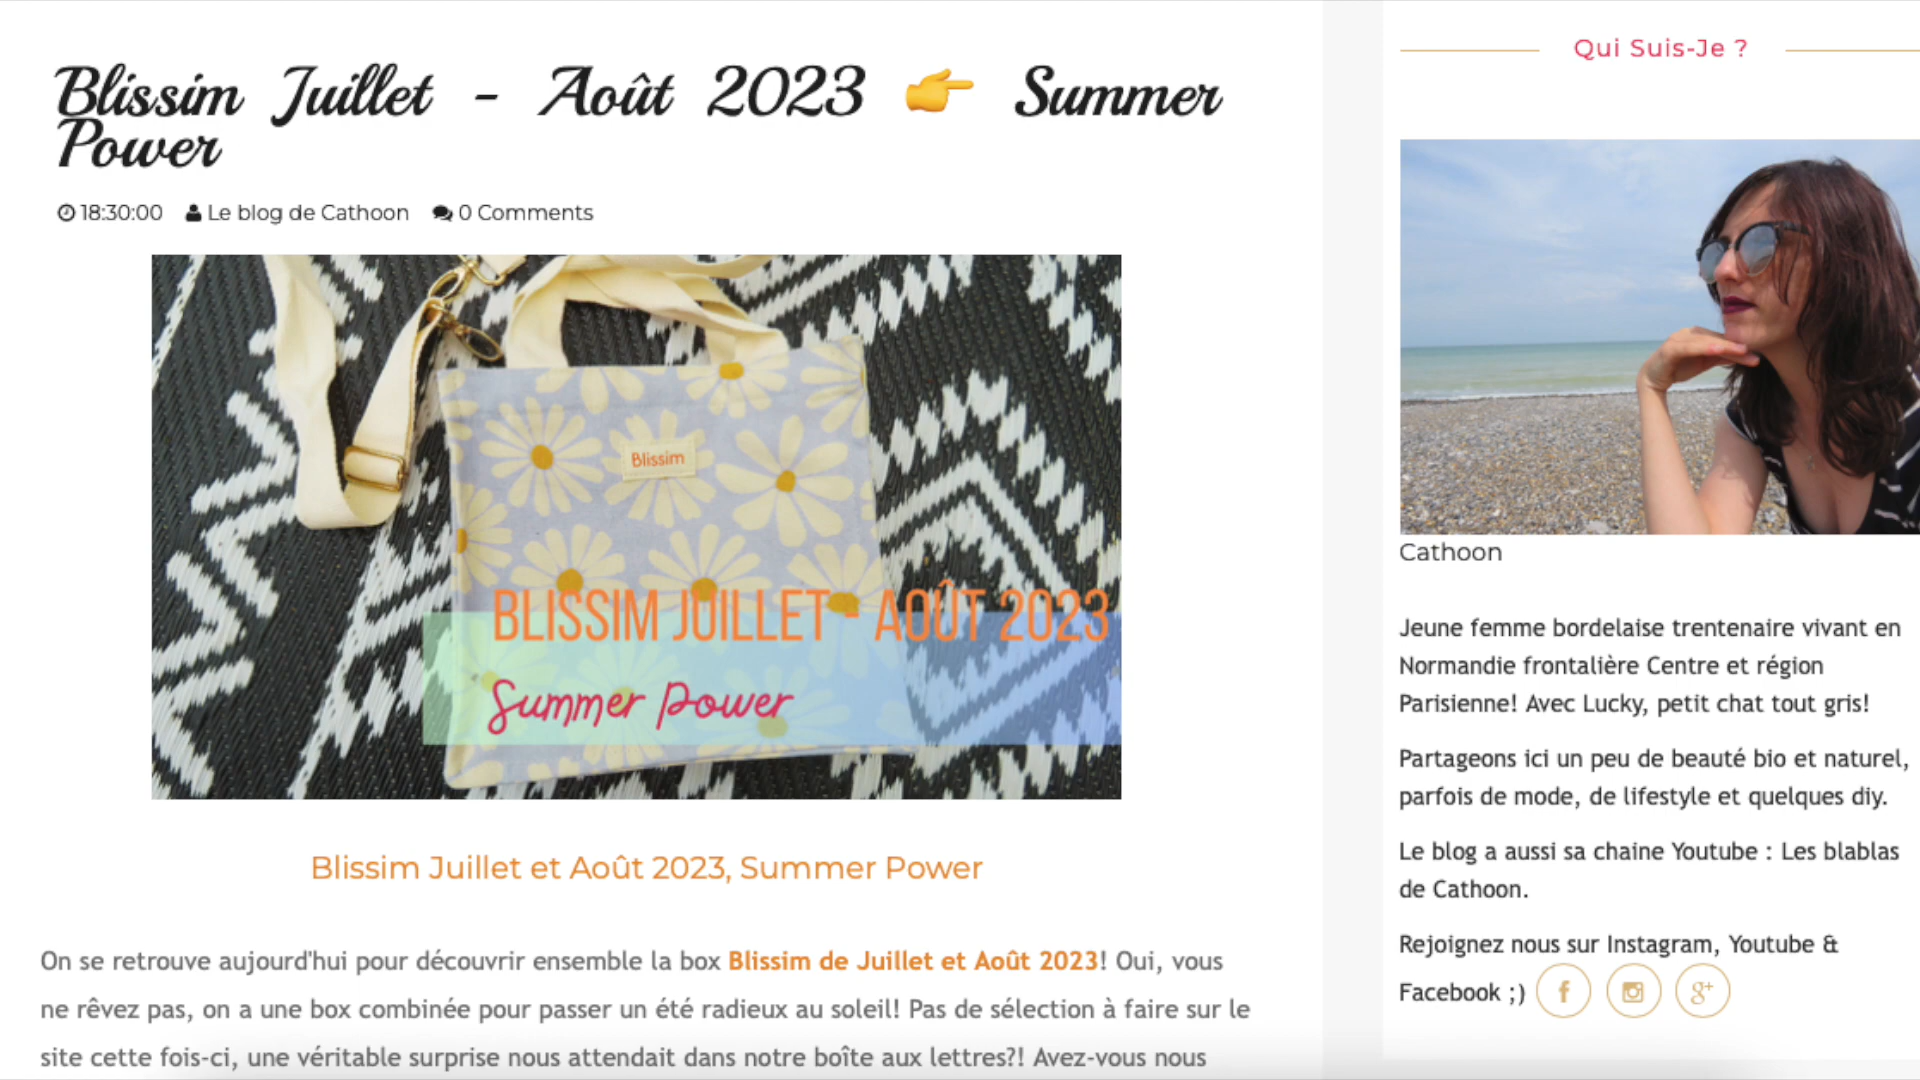 Blissim Juillet - Août 2023 👉 Summer
Power
18:30:00 Le blog de Cathoon 0 Comments
Blissim
BLISSIM JUILLET - AOÛT 2023
Summer Power
Blissim Juillet et Août 2023, Summer Power
On se retrouve aujourd'hui pour découvrir ensemble la box Blissim de Juillet et Août 2023! Oui, vous
ne rêvez pas, on a une box combinée pour passer un été radieux au soleil! Pas de sélection à faire sur le
site cette fois-ci, une véritable surprise nous attendait dans notre boîte aux lettres?! Avez-vous nous
Qui Suis-Je ?
Cathoon
Jeune femme bordelaise trentenaire vivant en
Normandie frontalière Centre et région
Parisienne! Avec Lucky, petit chat tout gris!
Partageons ici un peu de beauté bio et naturel,
parfois de mode, de lifestyle et quelques diy.
Le blog a aussi sa chaine Youtube : Les blablas
de Cathoon.
Rejoignez nous sur Instagram, Youtube &
Facebook ;) f g+